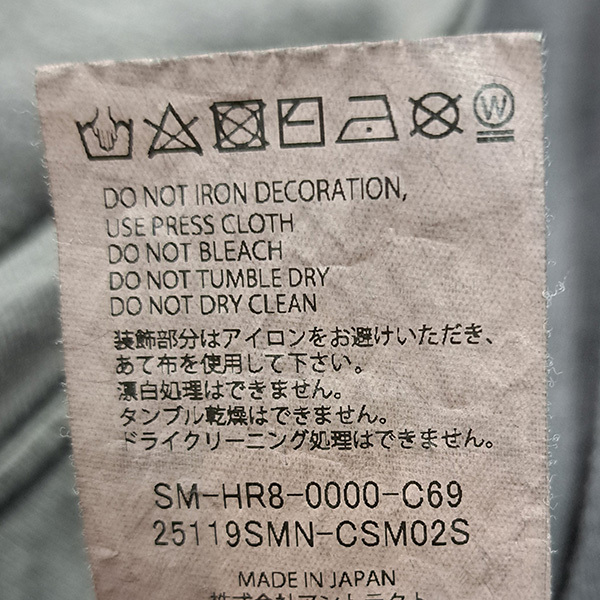 W
DO NOT IRON DECORATION,
USE PRESS CLOTH
DO NOT BLEACH
DO NOT TUMBLE DRY
DO NOT DRY CLEAN
装飾部分はアイロンをお避けいただき、
あて布を使用して下さい。
漂白処理はできません。
タンブル乾燥はできません。
ドライクリーニング処理はできません。
SM-HR8-0000-C69
25119SMN-CSM02S
MADE IN JAPAN